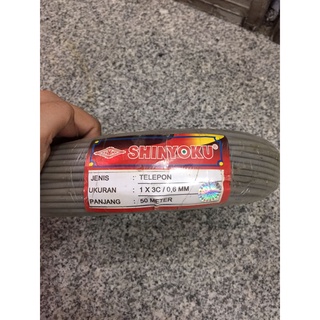 SHINYOKU
JENIS : TELEPON
UKURAN : 1 X 3C / 0,6 MM
PANJANG : 50 METER